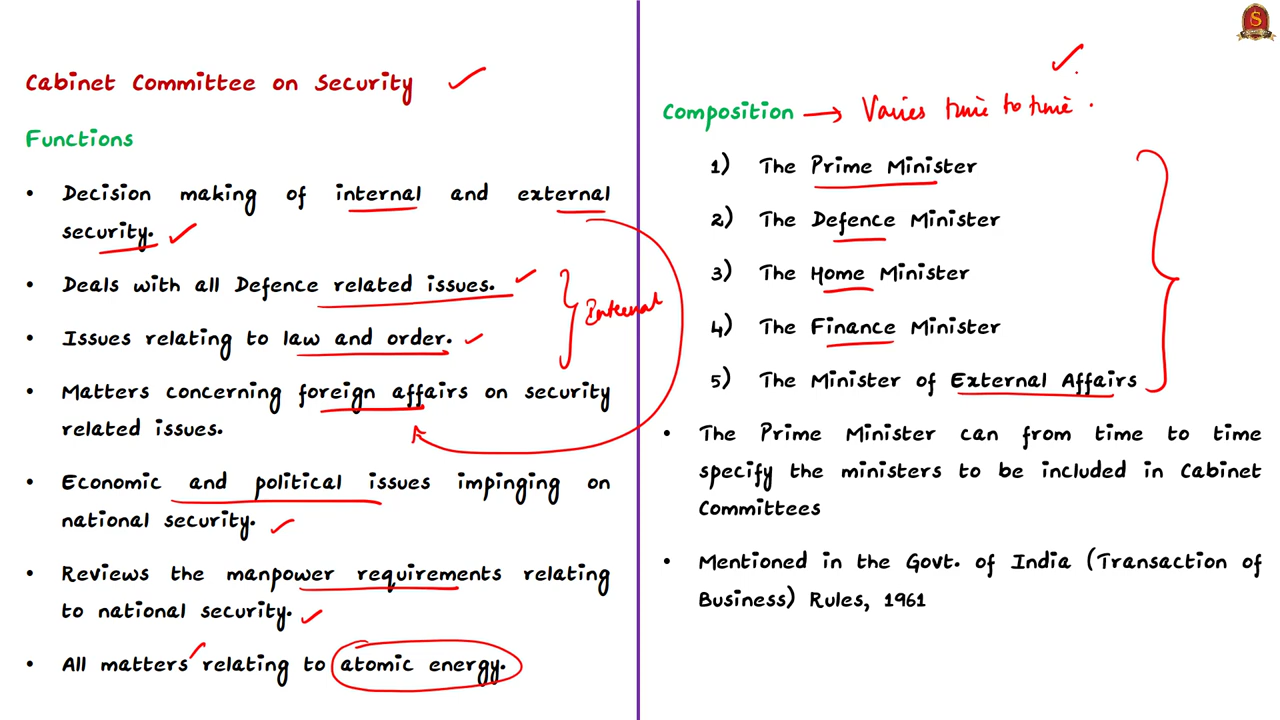 Cabinet Committee on Security
Functions
• Decision making of internal and external
security.
• Deals with all Defence related issues.
• Issues relating to law and order.
Internal
• Matters concerning foreign affairs on security
related issues.
• Economic and political issues impinging on
national security.
• Reviews the manpower requirements relating
to national security.
• All matters relating to atomic energy.
S
Composition → Varies time to time.
1) The Prime Minister
2) The Defence Minister
3) The Home Minister
4) The Finance Minister
5) The Minister of External Affairs
• The Prime Minister can from time to time
specify the ministers to be included in Cabinet
Committees
• Mentioned in the Govt. of India (Transaction of
Business) Rules, 1961